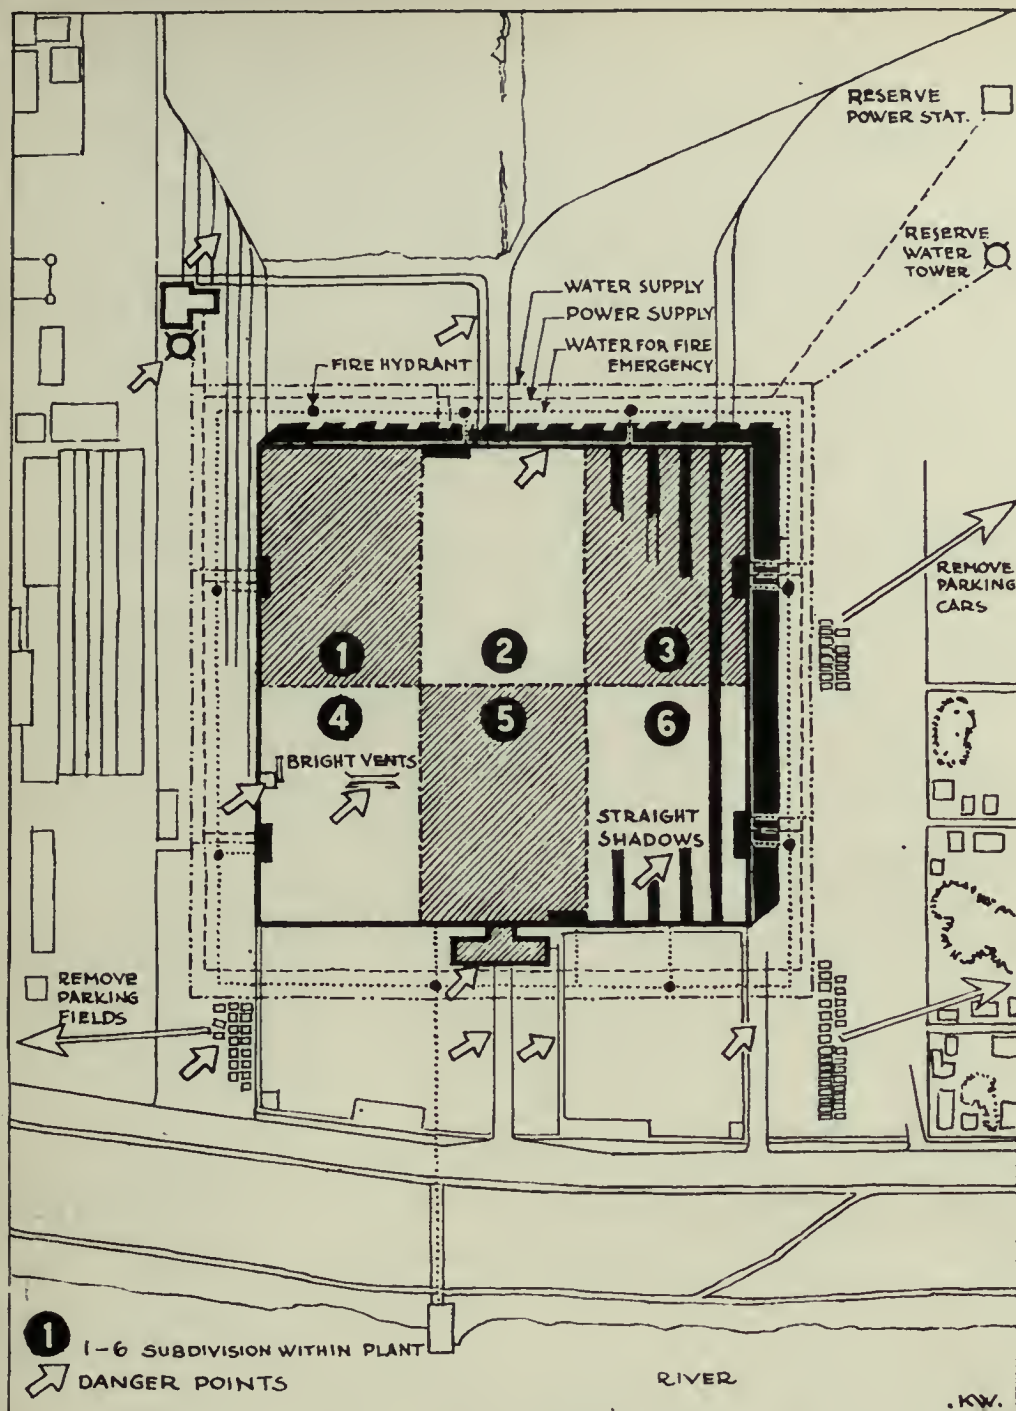 RESERVE
POWER STAT.
RESERVE
WATER
TOWER
WATER SUPPLY
POWER SUPPLY
WATER FOR FIRE
EMERGENCY
FIRE HYDRANT
REMOVE
PARKING
CARS
1
2
3
4
5
6
BRIGHT VENTS
STRAIGHT
SHADOWS
REMOVE
PARKING
FIELDS
1
1-6 SUBDIVISION WITHIN PLANT
DANGER POINTS
RIVER
.KW.